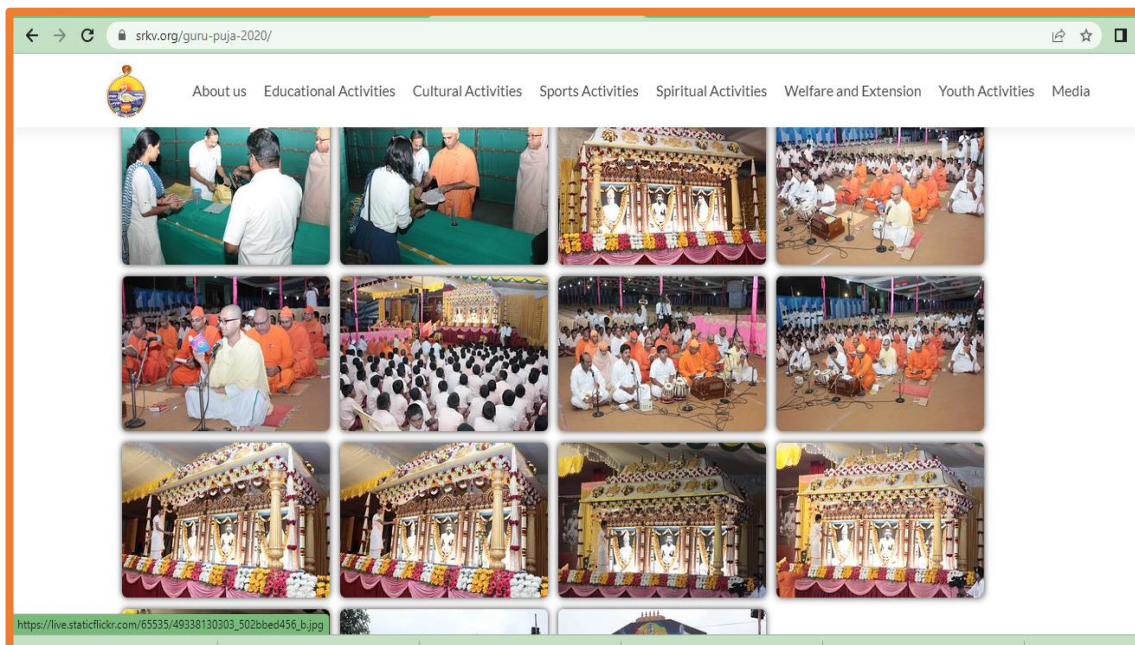 srkv.org/guru-puja-2020/
About us Educational Activities Cultural Activities Sports Activities Spiritual Activities Welfare and Extension Youth Activities Media
https://live.staticflickr.com/65535/49338130303_502bbed456_b.jpg